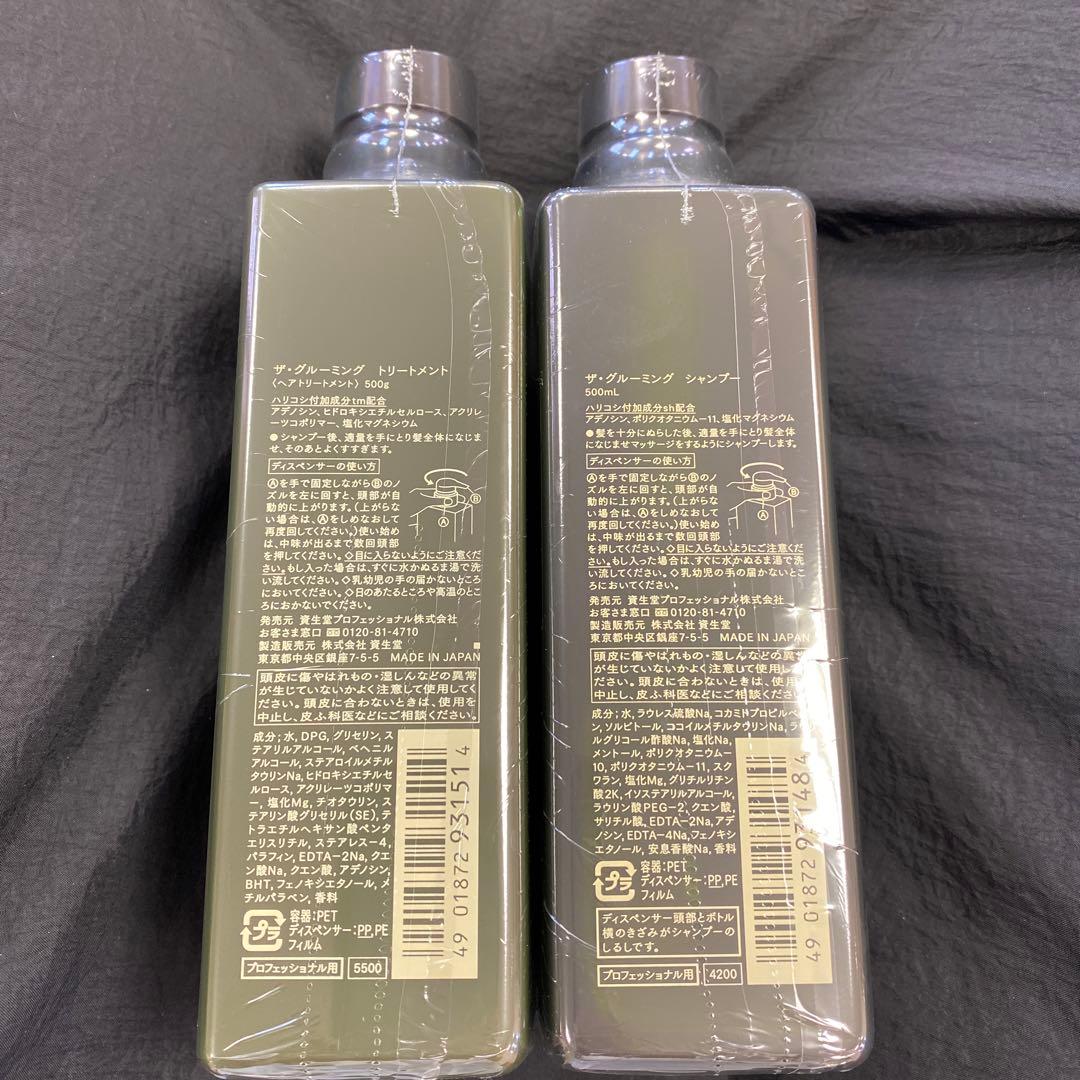 ザ・グルーミング トリートメント
〈ヘアトリートメント〉 500g
ハリコシ付加成分tm配合
アデノシン、ヒドロキシエチルセルロース、アクリレ
ーツコポリマー、塩化マグネシウム
●シャンプー後、適量を手にとり髪全体になじま
せ、そのあとよくすすぎます。
ディスペンサーの使い方
Ⓐを手で固定しながらⒷのノ
ズルを左に回すと、頭部が自
動的に上がります。(上がらな
い場合は、Ⓐをしめなおして
再度回してください。)使い始め
は、中味が出るまで数回頭部
を押してください。◇目に入らないようにご注意くだ
さい。もし入った場合は、すぐに水かぬるま湯で洗
い流してください。◇乳幼児の手の届かないところ
においてください。◇日のあたるところや高温のとこ
ろにおかないでください。
発売元 資生堂プロフェッショナル株式会社
お客さま窓口 0120-81-4710
製造販売元 株式会社 資生堂
東京都中央区銀座7-5-5 MADE IN JAPAN
頭皮に傷やはれもの・湿しんなどの異常
が生じていないかよく注意して使用してく
ださい。頭皮に合わないときは、使用を
中止し、皮ふ科医などにご相談ください。
成分:水、DPG、グリセリン、ス
テアリルアルコール、ベヘニル
アルコール、ステアロイルメチル
タウリンNa、ヒドロキシエチルセ
ルロース、アクリレーツコポリマ
ー、塩化Mg、チオタウリン、ス
テアリン酸グリセリル(SE)、テ
トラエチルヘキサン酸ペンタ
エリスリチル、ステアレス-4、
パラフィン、EDTA-2Na、クエ
ン酸Na、クエン酸、アデノシン、
BHT、フェノキシエタノール、メ
チルパラベン、香料
プラ
容器:PET
ディスペンサー:PP,PE
フィルム
プロフェッショナル用 5500
4901872931514
A
B
ザ・グルーミング シャンプー
500mL
ハリコシ付加成分sh配合
アデノシン、ポリクオタニウム-11、塩化マグネシウム
●髪を十分にぬらした後、適量を手にとり髪全体
になじませマッサージをするようにシャンプーします。
ディスペンサーの使い方
Ⓐを手で固定しながらⒷのノ
ズルを左に回すと、頭部が自
動的に上がります。(上がらな
い場合は、Ⓐをしめなおして
再度回してください。)使い始め
は、中味が出るまで数回頭部
を押してください。◇目に入らないようにご注意くだ
さい。もし入った場合は、すぐに水かぬるま湯で洗
い流してください。◇乳幼児の手の届かないとこ
ろにおいてください。
発売元 資生堂プロフェッショナル株式会社
お客さま窓口 0120-81-4710
製造販売元 株式会社 資生堂
東京都中央区銀座7-5-5 MADE IN JAPAN
頭皮に傷やはれもの・湿しんなどの異常
が生じていないかよく注意して使用してくだ
さい。頭皮に合わないときは、使用を
中止し、皮ふ科医などにご相談ください。
成分:水、ラウレス硫酸Na、コカミドプロピルベタイ
ン、ソルビトール、ココイルメチルタウリンNa、ラウ
ルグリコール酢酸Na、塩化Na、
メントール、ポリクオタニウム-
10、ポリクオタニウム-11、スク
ワラン、塩化Mg、グリチルリチン
酸2K、イソステアリルアルコール、
ラウリン酸PEG-2、クエン酸、
サリチル酸、EDTA-2Na、アデ
ノシン、EDTA-4Na、フェノキシ
エタノール、安息香酸Na、香料
プラ
容器:PET
ディスペンサー:PP,PE
フィルム
ディスペンサー頭部とボトル
横のきざみがシャンプーの
しるしです。
プロフェッショナル用 4200
4901872931484
A
B